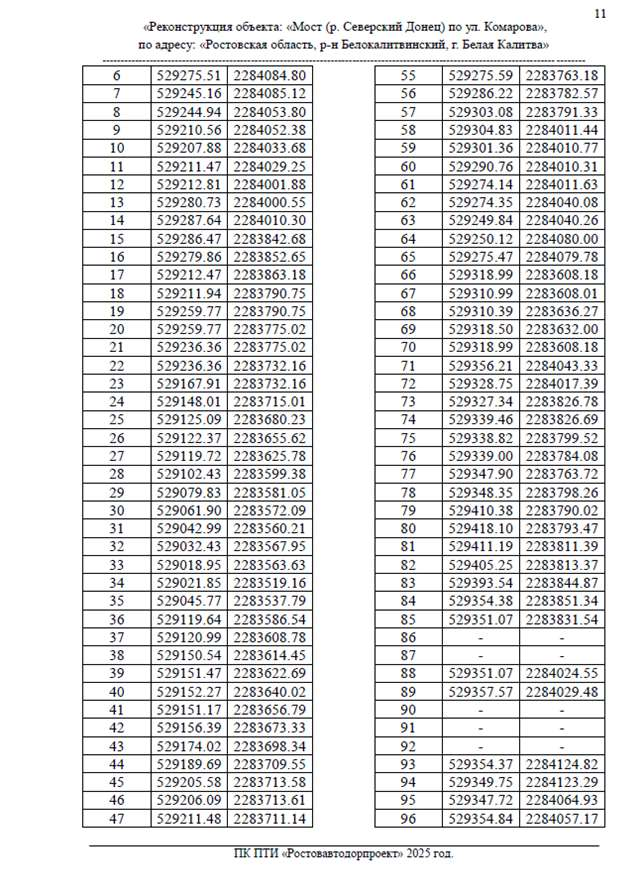 11
«Реконструкция объекта: «Мост (р. Северский Донец) по ул. Комарова»,
по адресу: «Ростовская область, р-н Белокалитвинский, г. Белая Калитва»
6 529275.51 2284084.80
7 529245.16 2284085.12
8 529244.94 2284053.80
9 529210.56 2284052.38
10 529207.88 2284033.68
11 529211.47 2284029.25
12 529212.81 2284001.88
13 529280.73 2284000.55
14 529287.64 2284010.30
15 529286.47 2283842.68
16 529279.86 2283852.65
17 529212.47 2283863.18
18 529211.94 2283790.75
19 529259.77 2283790.75
20 529259.77 2283775.02
21 529236.36 2283775.02
22 529236.36 2283732.16
23 529167.91 2283732.16
24 529148.01 2283715.01
25 529125.09 2283680.23
26 529122.37 2283655.62
27 529119.72 2283625.78
28 529102.43 2283599.38
29 529079.83 2283581.05
30 529061.90 2283572.09
31 529042.99 2283560.21
32 529032.43 2283567.95
33 529018.95 2283563.63
34 529021.85 2283519.16
35 529045.77 2283537.79
36 529119.64 2283586.54
37 529120.99 2283608.78
38 529150.54 2283614.45
39 529151.47 2283622.69
40 529152.27 2283640.02
41 529151.17 2283656.79
42 529156.39 2283673.33
43 529174.02 2283698.34
44 529189.69 2283709.55
45 529205.58 2283713.58
46 529206.09 2283713.61
47 529211.48 2283711.14
55 529275.59 2283763.18
56 529286.22 2283782.57
57 529303.08 2283791.33
58 529304.83 2284011.44
59 529301.36 2284010.77
60 529290.76 2284010.31
61 529274.14 2284011.63
62 529274.35 2284040.08
63 529249.84 2284040.26
64 529250.12 2284080.00
65 529275.47 2284079.78
66 529318.99 2283608.18
67 529310.99 2283608.01
68 529310.39 2283636.27
69 529318.50 2283632.00
70 529318.99 2283608.18
71 529356.21 2284043.33
72 529328.75 2284017.39
73 529327.34 2283826.78
74 529339.46 2283826.69
75 529338.82 2283799.52
76 529339.00 2283784.08
77 529347.90 2283763.72
78 529348.35 2283798.26
79 529410.38 2283790.02
80 529418.10 2283793.47
81 529411.19 2283811.39
82 529405.25 2283813.37
83 529393.54 2283844.87
84 529354.38 2283851.34
85 529351.07 2283831.54
86 - -
87 - -
88 529351.07 2284024.55
89 529357.57 2284029.48
90 - -
91 - -
92 - -
93 529354.37 2284124.82
94 529349.75 2284123.29
95 529347.72 2284064.93
96 529354.84 2284057.17
ПК ПТИ «Ростовавтодорпроект» 2025 год.